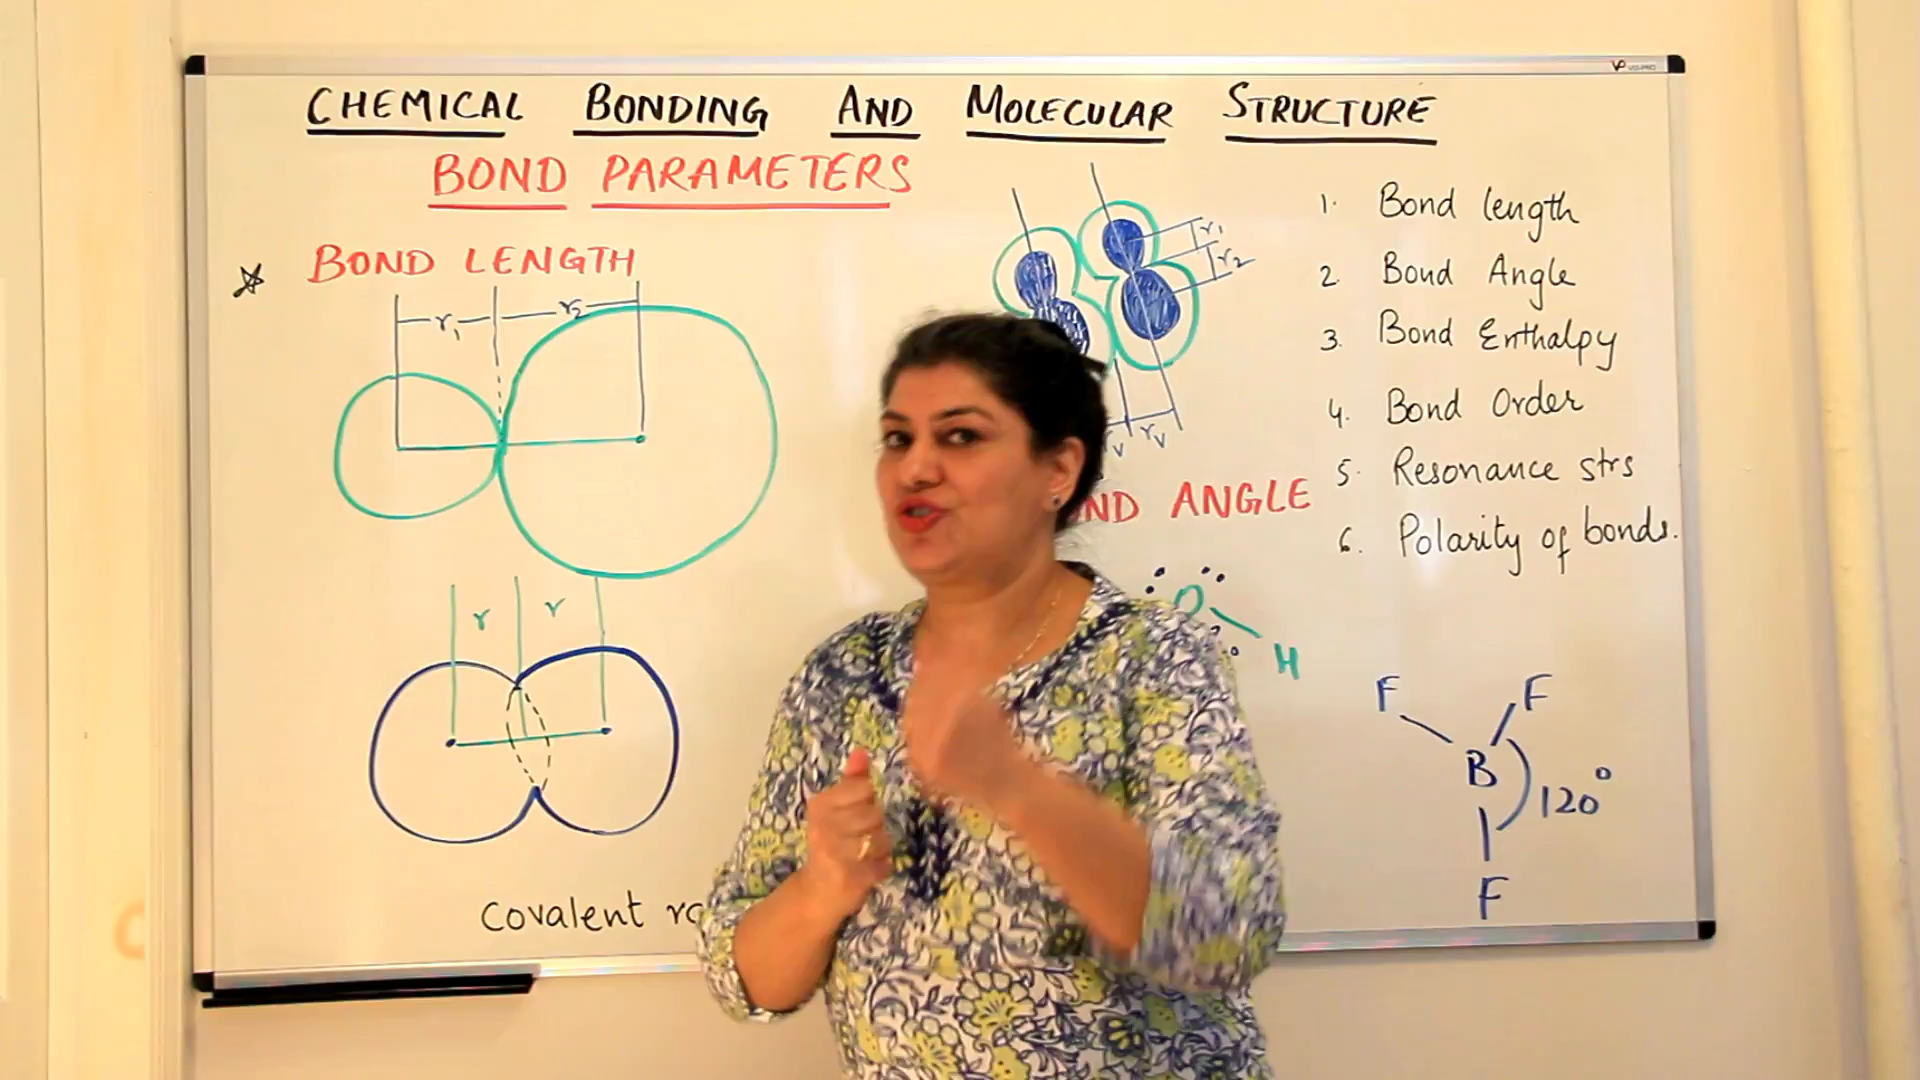 CHEMICAL BONDING AND MOLECULAR STRUCTURE
BOND PARAMETERS
BOND LENGTH
r₁ r₂
r r
covalent
r₁
r₂
rᵥ
ANGLE
O
H
1. Bond length
2. Bond Angle
3. Bond Enthalpy
4. Bond Order
5. Resonance strs
6. Polarity of bonds.
F F
B
120°
F